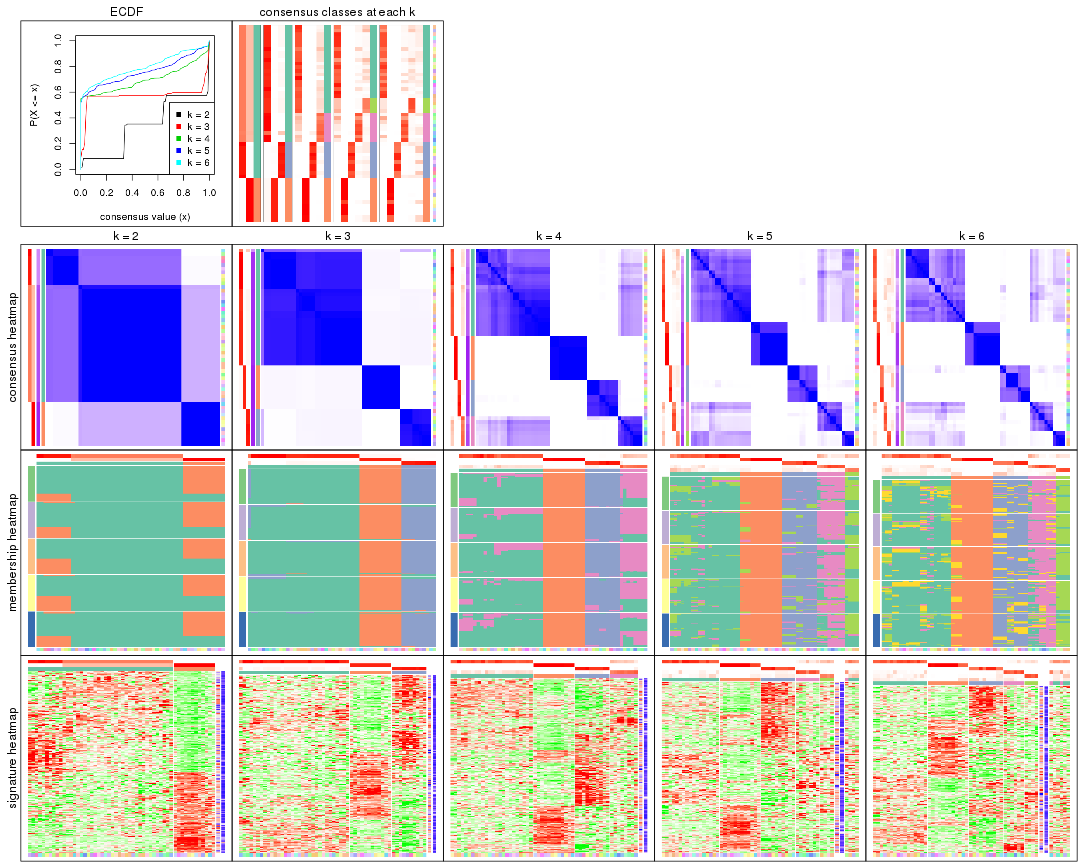 ECDF
consensus classes at each k
P(X <= x)
0.0 0.2 0.4 0.6 0.8 1.0
k = 2
k = 3
k = 4
k = 5
k = 6
0.0 0.2 0.4 0.6 0.8 1.0
consensus value (x)
k = 2
k = 3
k = 4
k = 5
k = 6
consensus heatmap
membership heatmap
signature heatmap